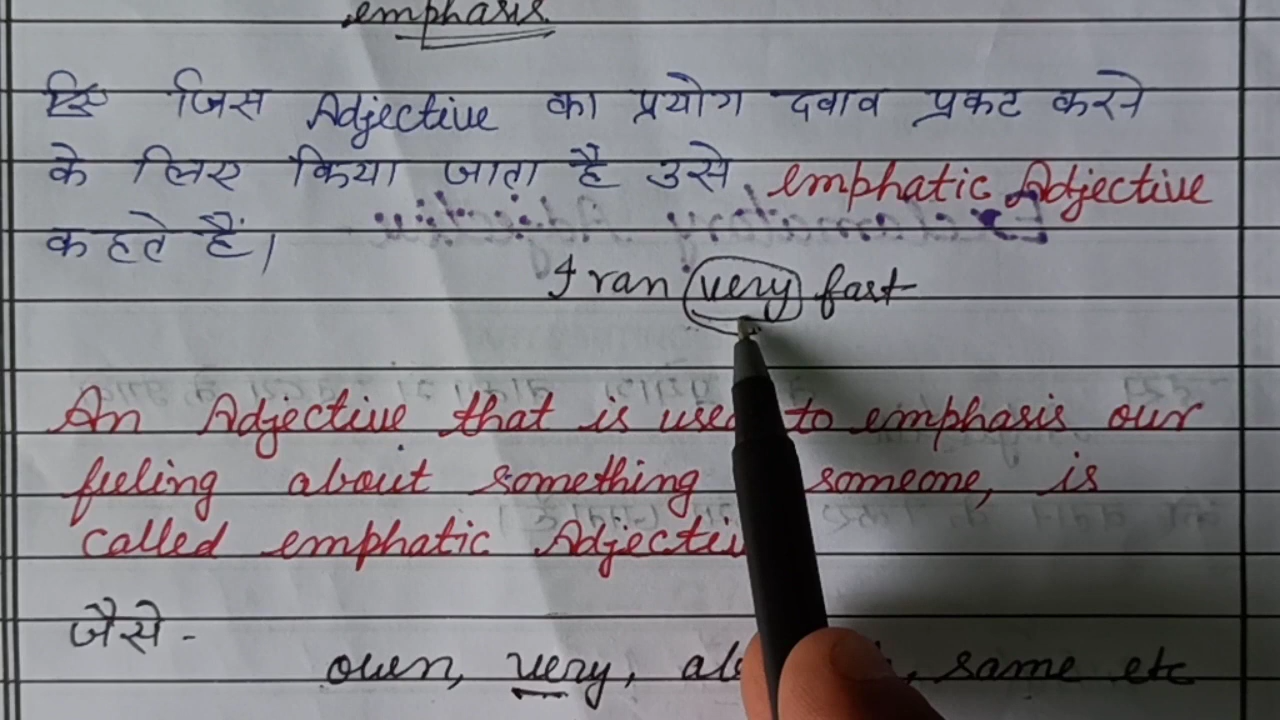 emphasis
जिस Adjective का प्रयोग दवाव प्रकट करने
के लिए किया जाता है उसे emphatic Adjective
कहते हैं।
I ran very fast
An Adjective that is used to emphasis our
feeling about something someone, is
called emphatic
जैसे-
own, very, same etc